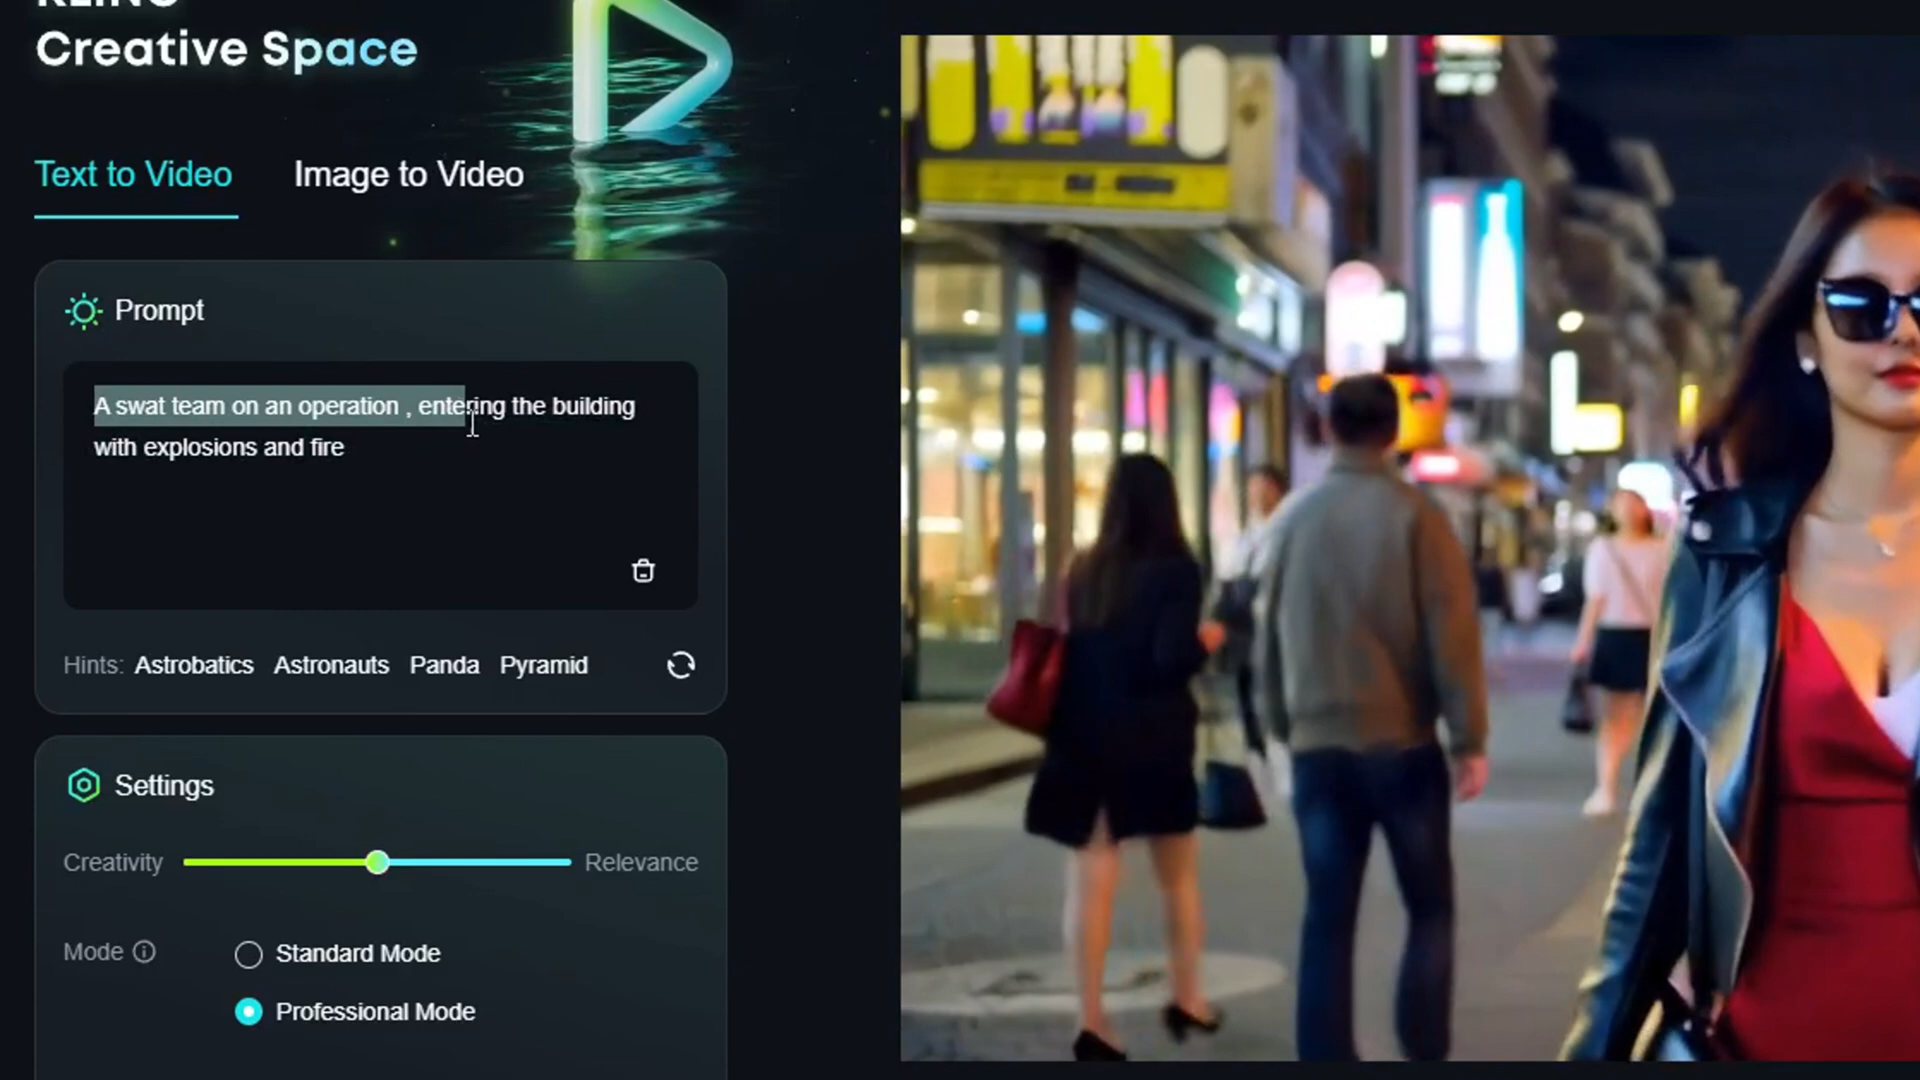 KLING
Creative Space
Text to Video
Image to Video
Prompt
A swat team on an operation , entering the building
with explosions and fire
Hints: Astrobatics Astronauts Panda Pyramid
Settings
Creativity
Relevance
Mode
Standard Mode
Professional Mode